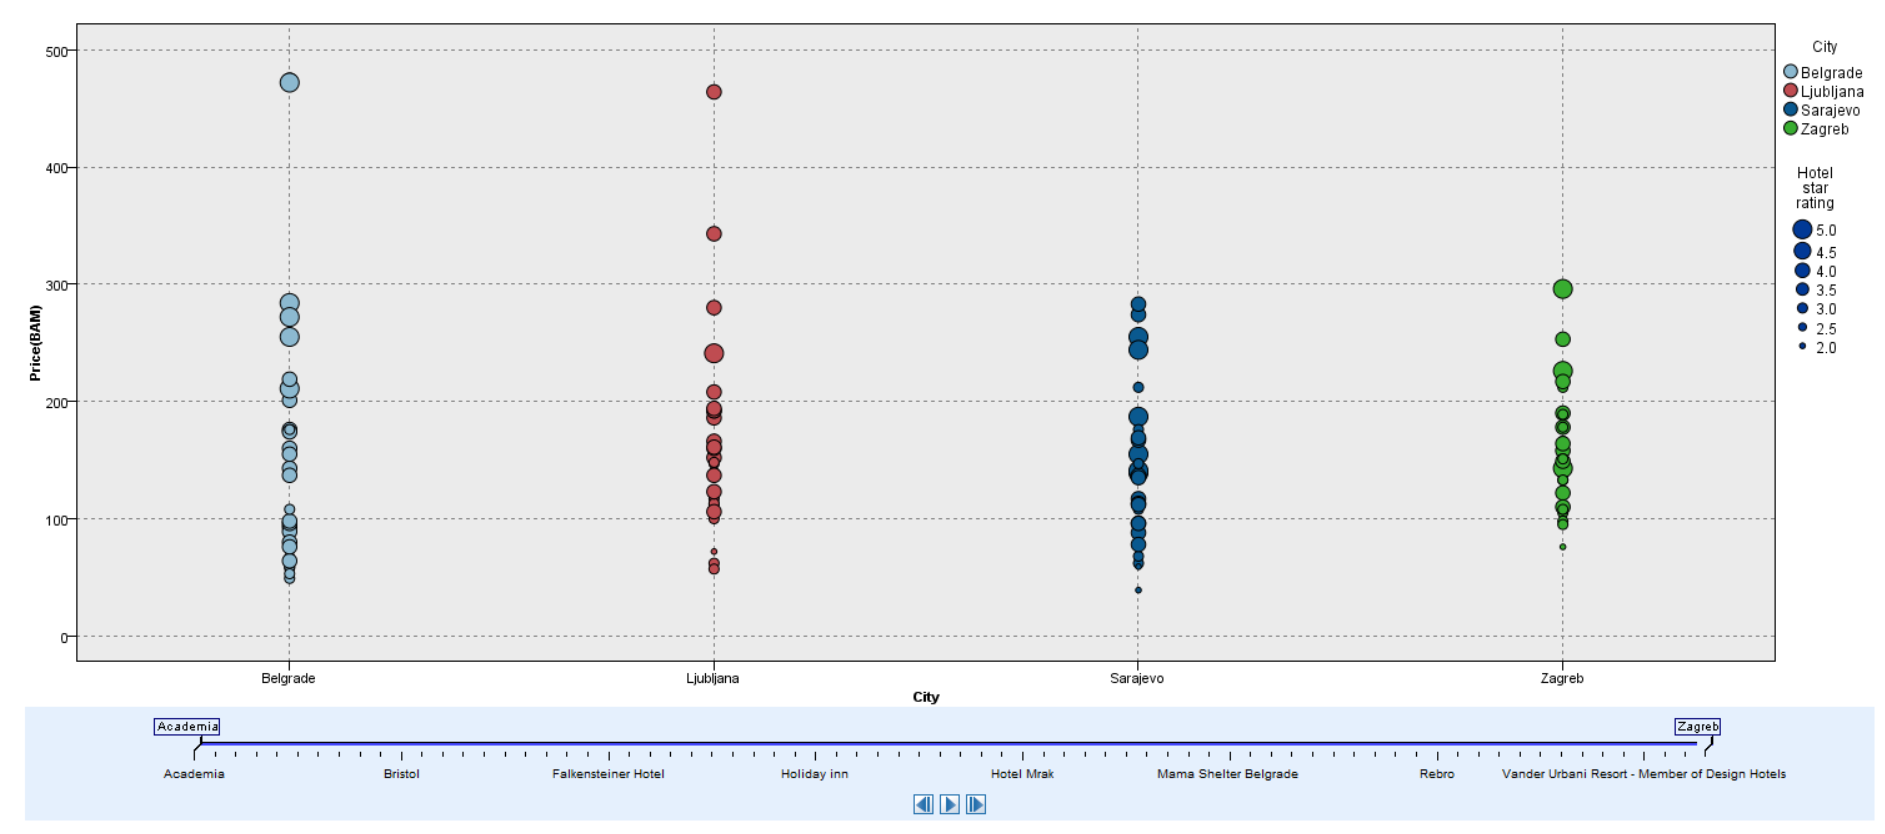 500
400
300
200
100
0
Price(BAM)
Belgrade
Ljubljana
Sarajevo
Zagreb
City
City
Belgrade
Ljubljana
Sarajevo
Zagreb
Hotel
star
rating
5.0
4.5
4.0
3.5
3.0
2.5
2.0
Academia
Zagreb
Academia
Bristol
Falkensteiner Hotel
Holiday inn
Hotel Mrak
Mama Shelter Belgrade
Rebro
Vander Urbani Resort - Member of Design Hotels